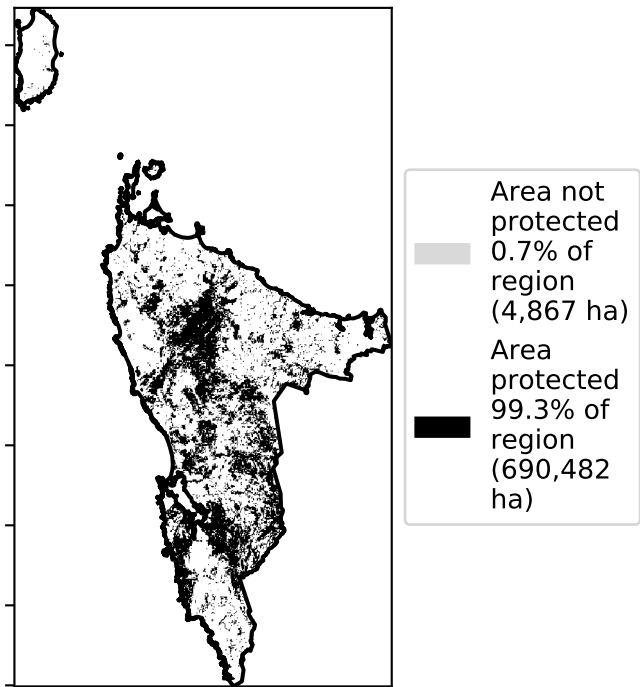 Area not
protected
0.7% of
region
(4,867 ha)
Area
protected
99.3% of
region
(690,482
ha)